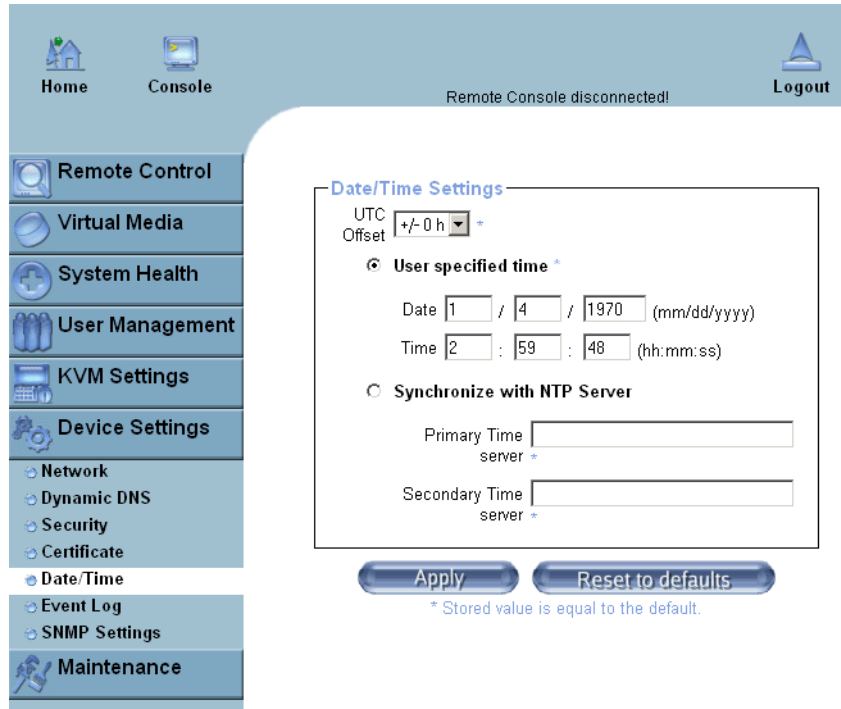 Home
Console
Remote Console disconnected!
Logout
Remote Control
Virtual Media
System Health
User Management
KVM Settings
Device Settings
Network
Dynamic DNS
Security
Certificate
Date/Time
Event Log
SNMP Settings
Maintenance
Date/Time Settings
UTC
Offset +/- 0 h *
User specified time *
Date 1 / 4 / 1970 (mm/dd/yyyy)
Time 2 : 59 : 48 (hh:mm:ss)
Synchronize with NTP Server
Primary Time
server *
Secondary Time
server *
Apply Reset to defaults
* Stored value is equal to the default.